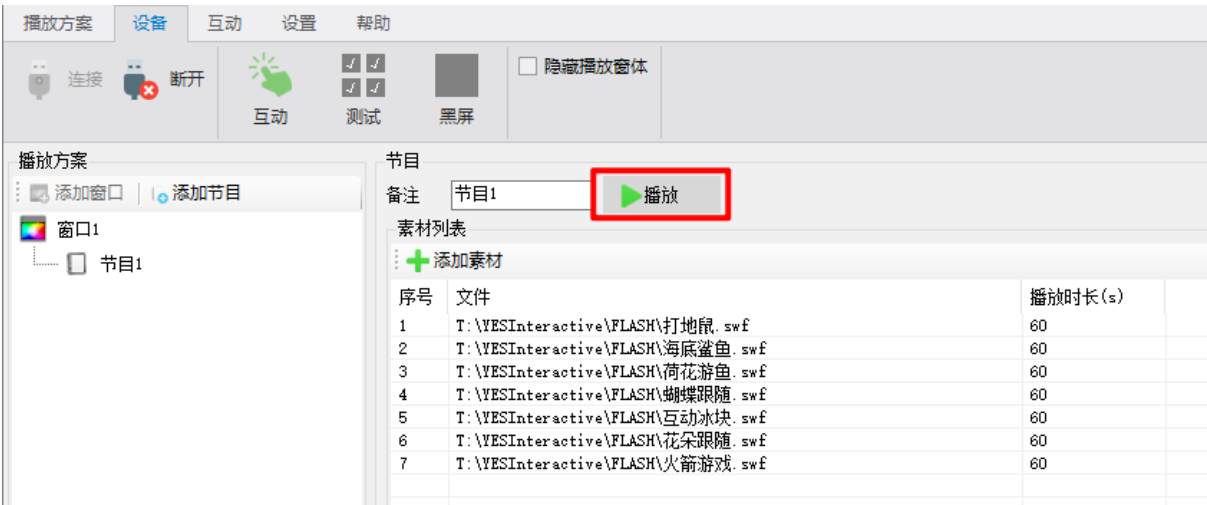 播放方案 设备 互动 设置 帮助
连接 断开 互动 测试 黑屏 隐藏播放窗体
播放方案
添加窗口 添加节目
窗口1
节目1
节目
备注 节目1 播放
素材列表
添加素材
序号 文件 播放时长(s)
1 T:\YESInteractive\FLASH\打地鼠.swf 60
2 T:\YESInteractive\FLASH\海底鲨鱼.swf 60
3 T:\YESInteractive\FLASH\荷花游鱼.swf 60
4 T:\YESInteractive\FLASH\蝴蝶跟随.swf 60
5 T:\YESInteractive\FLASH\互动冰块.swf 60
6 T:\YESInteractive\FLASH\花朵跟随.swf 60
7 T:\YESInteractive\FLASH\火箭游戏.swf 60